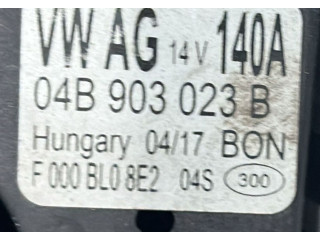 VW AG 14V 140A
04B 903 023 B
Hungary 04/17 BON
F 000 BL0 8E2 04S 300